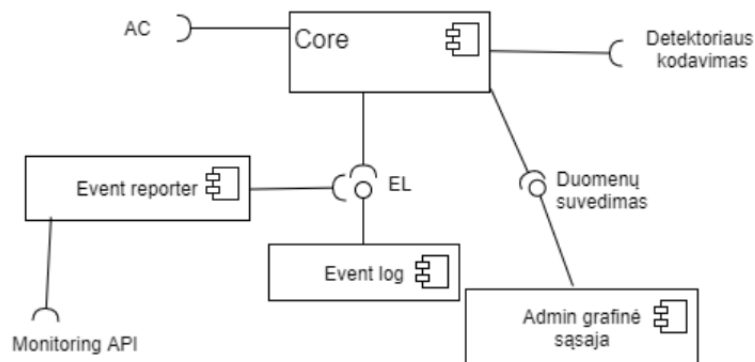 AC
Core
Detektoriaus
kodavimas
Event reporter
EL
Duomenų
suvedimas
Event log
Admin grafinė
sąsaja
Monitoring API